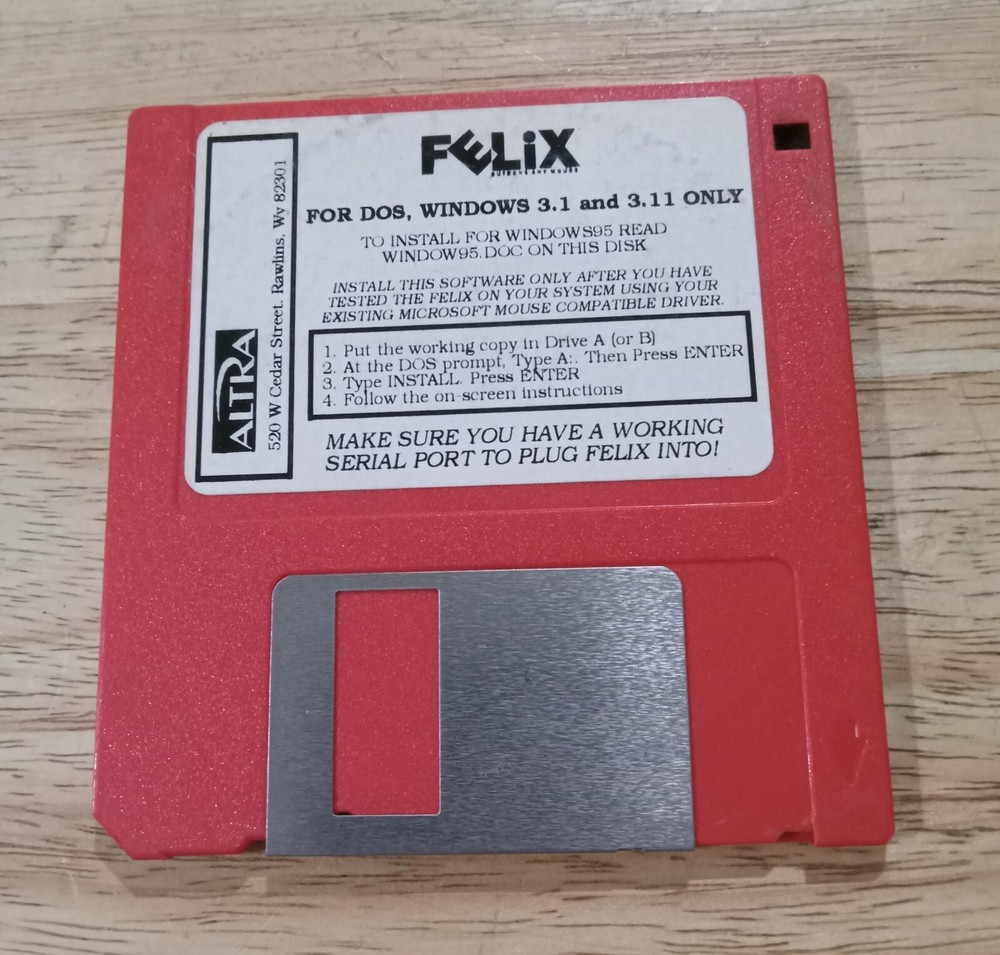 FELiX
FOR DOS, WINDOWS 3.1 and 3.11 ONLY
TO INSTALL FOR WINDOWS95 READ
WINDOW95.DOC ON THIS DISK
INSTALL THIS SOFTWARE ONLY AFTER YOU HAVE
TESTED THE FELIX ON YOUR SYSTEM USING YOUR
EXISTING MICROSOFT MOUSE COMPATIBLE DRIVER.
1. Put the working copy in Drive A (or B)
2. At the DOS prompt, Type A:. Then Press ENTER
3. Type INSTALL. Press ENTER
4. Follow the on-screen instructions
MAKE SURE YOU HAVE A WORKING
SERIAL PORT TO PLUG FELIX INTO!
ALTRA
520 W Cedar Street. Rawlins, Wy 82301